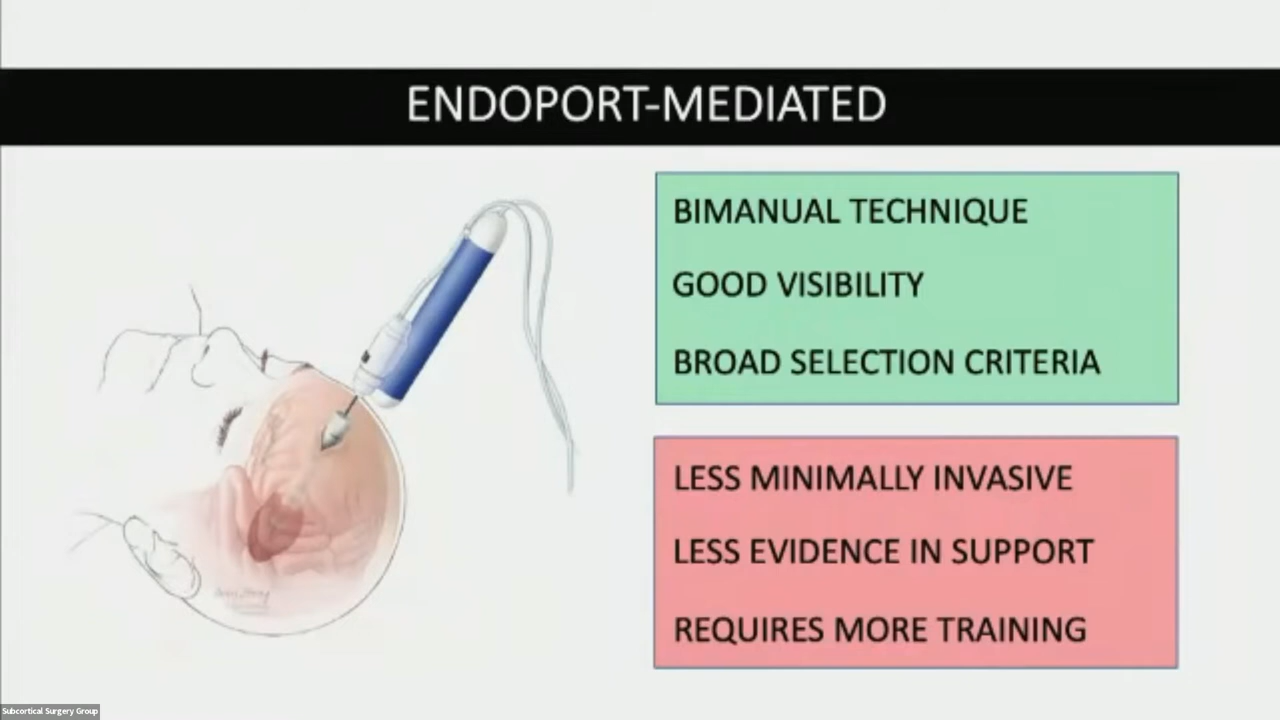 ENDOPORT-MEDIATED
BIMANUAL TECHNIQUE
GOOD VISIBILITY
BROAD SELECTION CRITERIA
LESS MINIMALLY INVASIVE
LESS EVIDENCE IN SUPPORT
REQUIRES MORE TRAINING
Subcortical Surgery Group